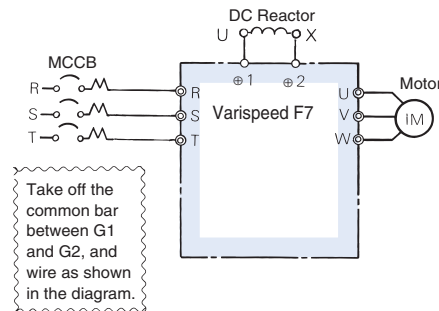 DC Reactor
U X
MCCB
⊕1 ⊕2
R R U Motor
S S Varispeed F7 V IM
T T W
Take off the
common bar
between G1
and G2, and
wire as shown
in the diagram.